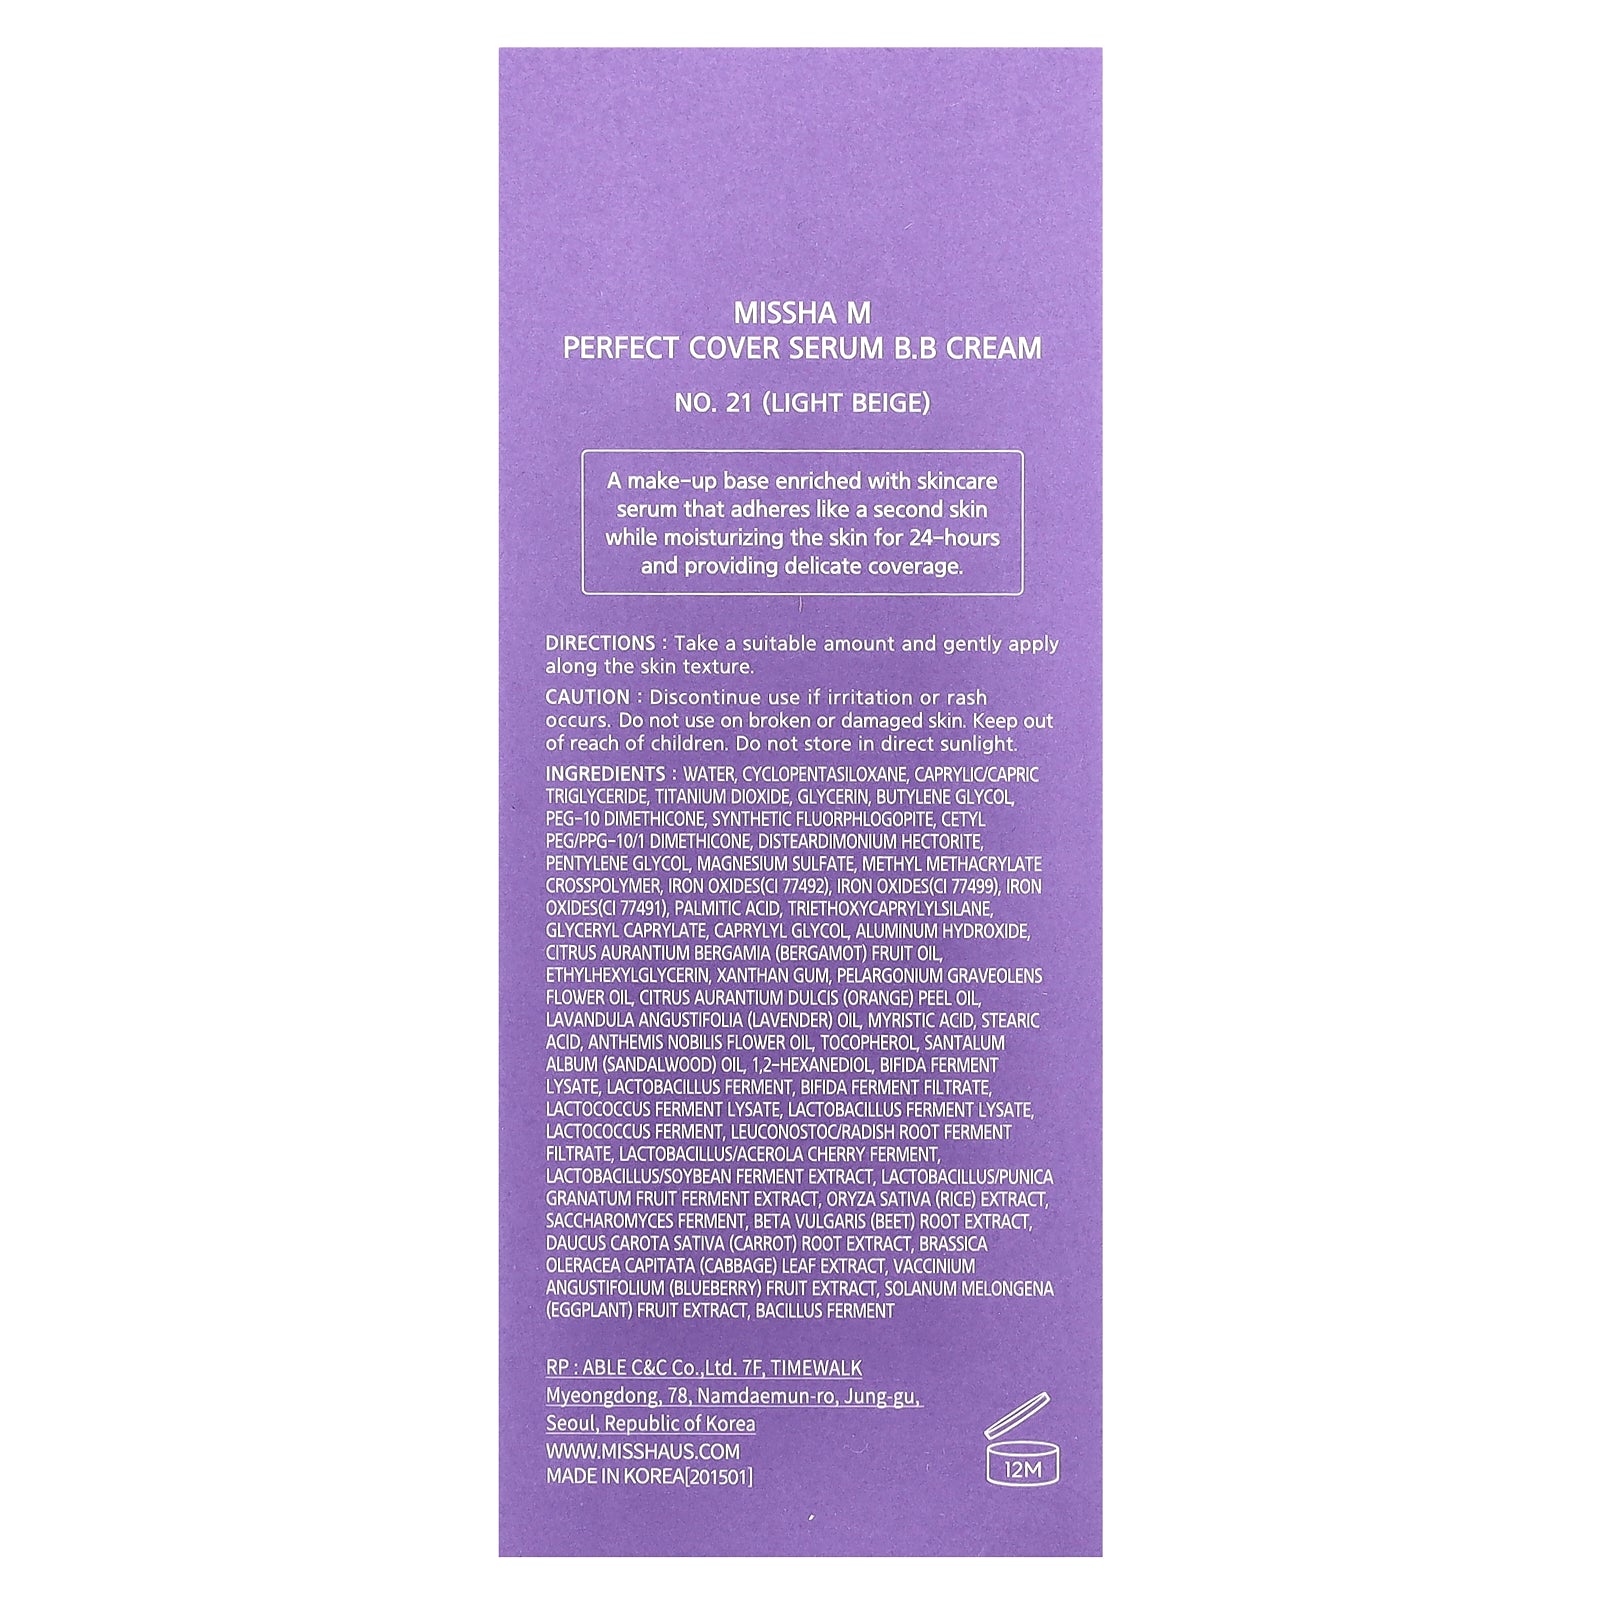 MISSHA M
PERFECT COVER SERUM B.B CREAM
NO. 21 (LIGHT BEIGE)
A make-up base enriched with skincare
serum that adheres like a second skin
while moisturizing the skin for 24-hours
and providing delicate coverage.
DIRECTIONS : Take a suitable amount and gently apply
along the skin texture.
CAUTION : Discontinue use if irritation or rash
occurs. Do not use on broken or damaged skin. Keep out
of reach of children. Do not store in direct sunlight.
INGREDIENTS : WATER, CYCLOPENTASILOXANE, CAPRYLIC/CAPRIC
TRIGLYCERIDE, TITANIUM DIOXIDE, GLYCERIN, BUTYLENE GLYCOL,
PEG-10 DIMETHICONE, SYNTHETIC FLUORPHLOGOPITE, CETYL
PEG/PPG-10/1 DIMETHICONE, DISTEARDIMONIUM HECTORITE,
PENTYLENE GLYCOL, MAGNESIUM SULFATE, METHYL METHACRYLATE
CROSSPOLYMER, IRON OXIDES(CI 77492), IRON OXIDES(CI 77499), IRON
OXIDES(CI 77491), PALMITIC ACID, TRIETHOXYCAPRYLYLSILANE,
GLYCERYL CAPRYLATE, CAPRYLYL GLYCOL, ALUMINUM HYDROXIDE,
CITRUS AURANTIUM BERGAMIA (BERGAMOT) FRUIT OIL,
ETHYLHEXYLGLYCERIN, XANTHAN GUM, PELARGONIUM GRAVEOLENS
FLOWER OIL, CITRUS AURANTIUM DULCIS (ORANGE) PEEL OIL,
LAVANDULA ANGUSTIFOLIA (LAVENDER) OIL, MYRISTIC ACID, STEARIC
ACID, ANTHEMIS NOBILIS FLOWER OIL, TOCOPHEROL, SANTALUM
ALBUM (SANDALWOOD) OIL, 1,2-HEXANEDIOL, BIFIDA FERMENT
LYSATE, LACTOBACILLUS FERMENT, BIFIDA FERMENT FILTRATE,
LACTOCOCCUS FERMENT LYSATE, LACTOBACILLUS FERMENT LYSATE,
LACTOCOCCUS FERMENT, LEUCONOSTOC/RADISH ROOT FERMENT
FILTRATE, LACTOBACILLUS/ACEROLA CHERRY FERMENT,
LACTOBACILLUS/SOYBEAN FERMENT EXTRACT, LACTOBACILLUS/PUNICA
GRANATUM FRUIT FERMENT EXTRACT, ORYZA SATIVA (RICE) EXTRACT,
SACCHAROMYCES FERMENT, BETA VULGARIS (BEET) ROOT EXTRACT,
DAUCUS CAROTA SATIVA (CARROT) ROOT EXTRACT, BRASSICA
OLERACEA CAPITATA (CABBAGE) LEAF EXTRACT, VACCINIUM
ANGUSTIFOLIUM (BLUEBERRY) FRUIT EXTRACT, SOLANUM MELONGENA
(EGGPLANT) FRUIT EXTRACT, BACILLUS FERMENT
RP : ABLE C&C Co.,Ltd. 7F, TIMEWALK
Myeongdong, 78, Namdaemun-ro, Jung-gu,
Seoul, Republic of Korea
WWW.MISSHAUS.COM
MADE IN KOREA[201501]
12M